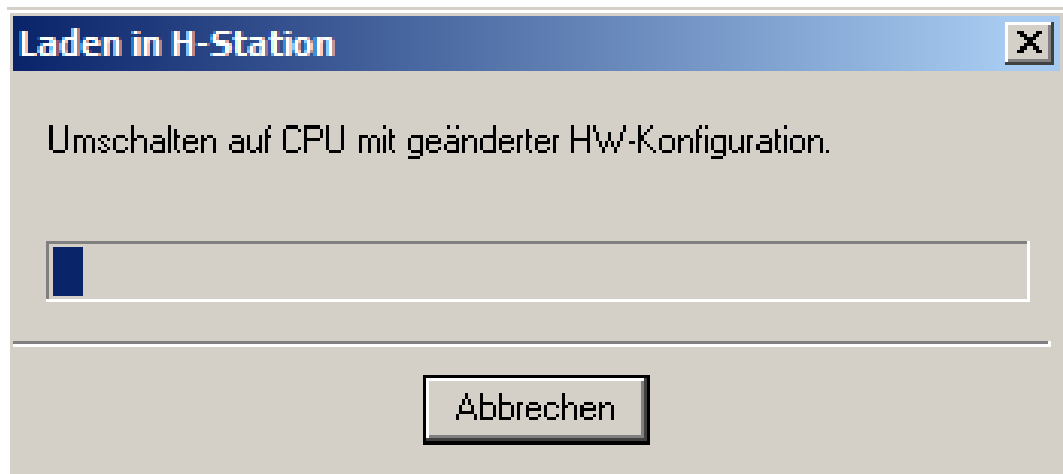 Laden in H-Station
Umschalten auf CPU mit geänderter HW-Konfiguration.
Abbrechen